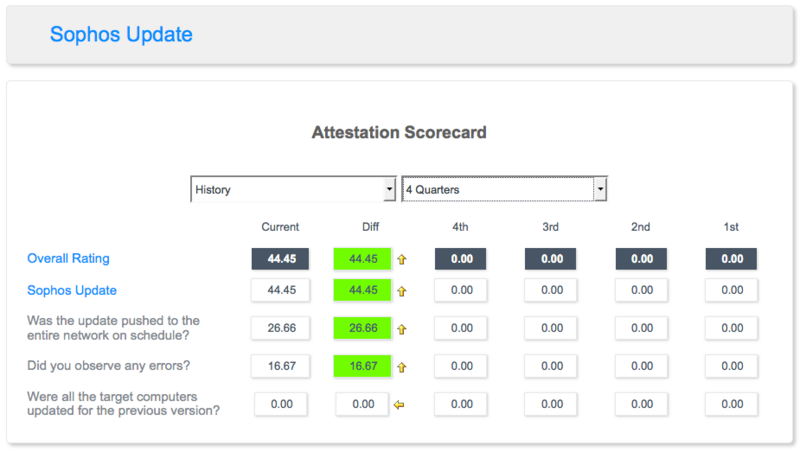 Sophos Update
Attestation Scorecard
History 4 Quarters
Current Diff 4th 3rd 2nd 1st
Overall Rating 44.45 44.45 0.00 0.00 0.00 0.00
Sophos Update 44.45 44.45 0.00 0.00 0.00 0.00
Was the update pushed to the
entire network on schedule? 26.66 26.66 0.00 0.00 0.00 0.00
Did you observe any errors? 16.67 16.67 0.00 0.00 0.00 0.00
Were all the target computers
updated for the previous version? 0.00 0.00 0.00 0.00 0.00 0.00